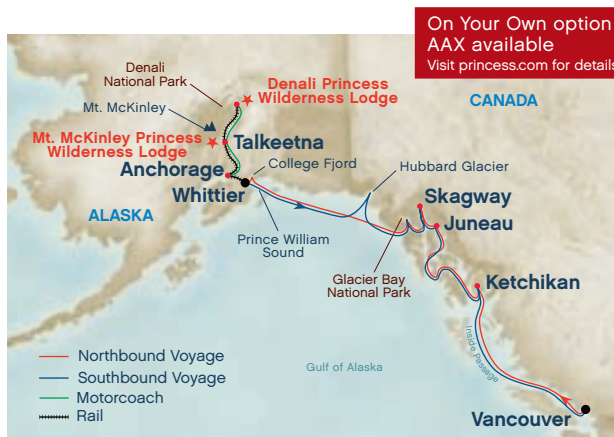 On Your Own option
AAX available
Visit princess.com for details
Denali
National Park
Denali Princess
Wilderness Lodge
CANADA
Mt. McKinley
Mt. McKinley Princess
Wilderness Lodge
Talkeetna
College Fjord
Hubbard Glacier
Anchorage
Whittier
Skagway
ALASKA
Juneau
Prince William
Sound
Glacier Bay
National Park
Ketchikan
Northbound Voyage
Southbound Voyage
Motorcoach
Rail
Gulf of Alaska
Inside Passage
Vancouver